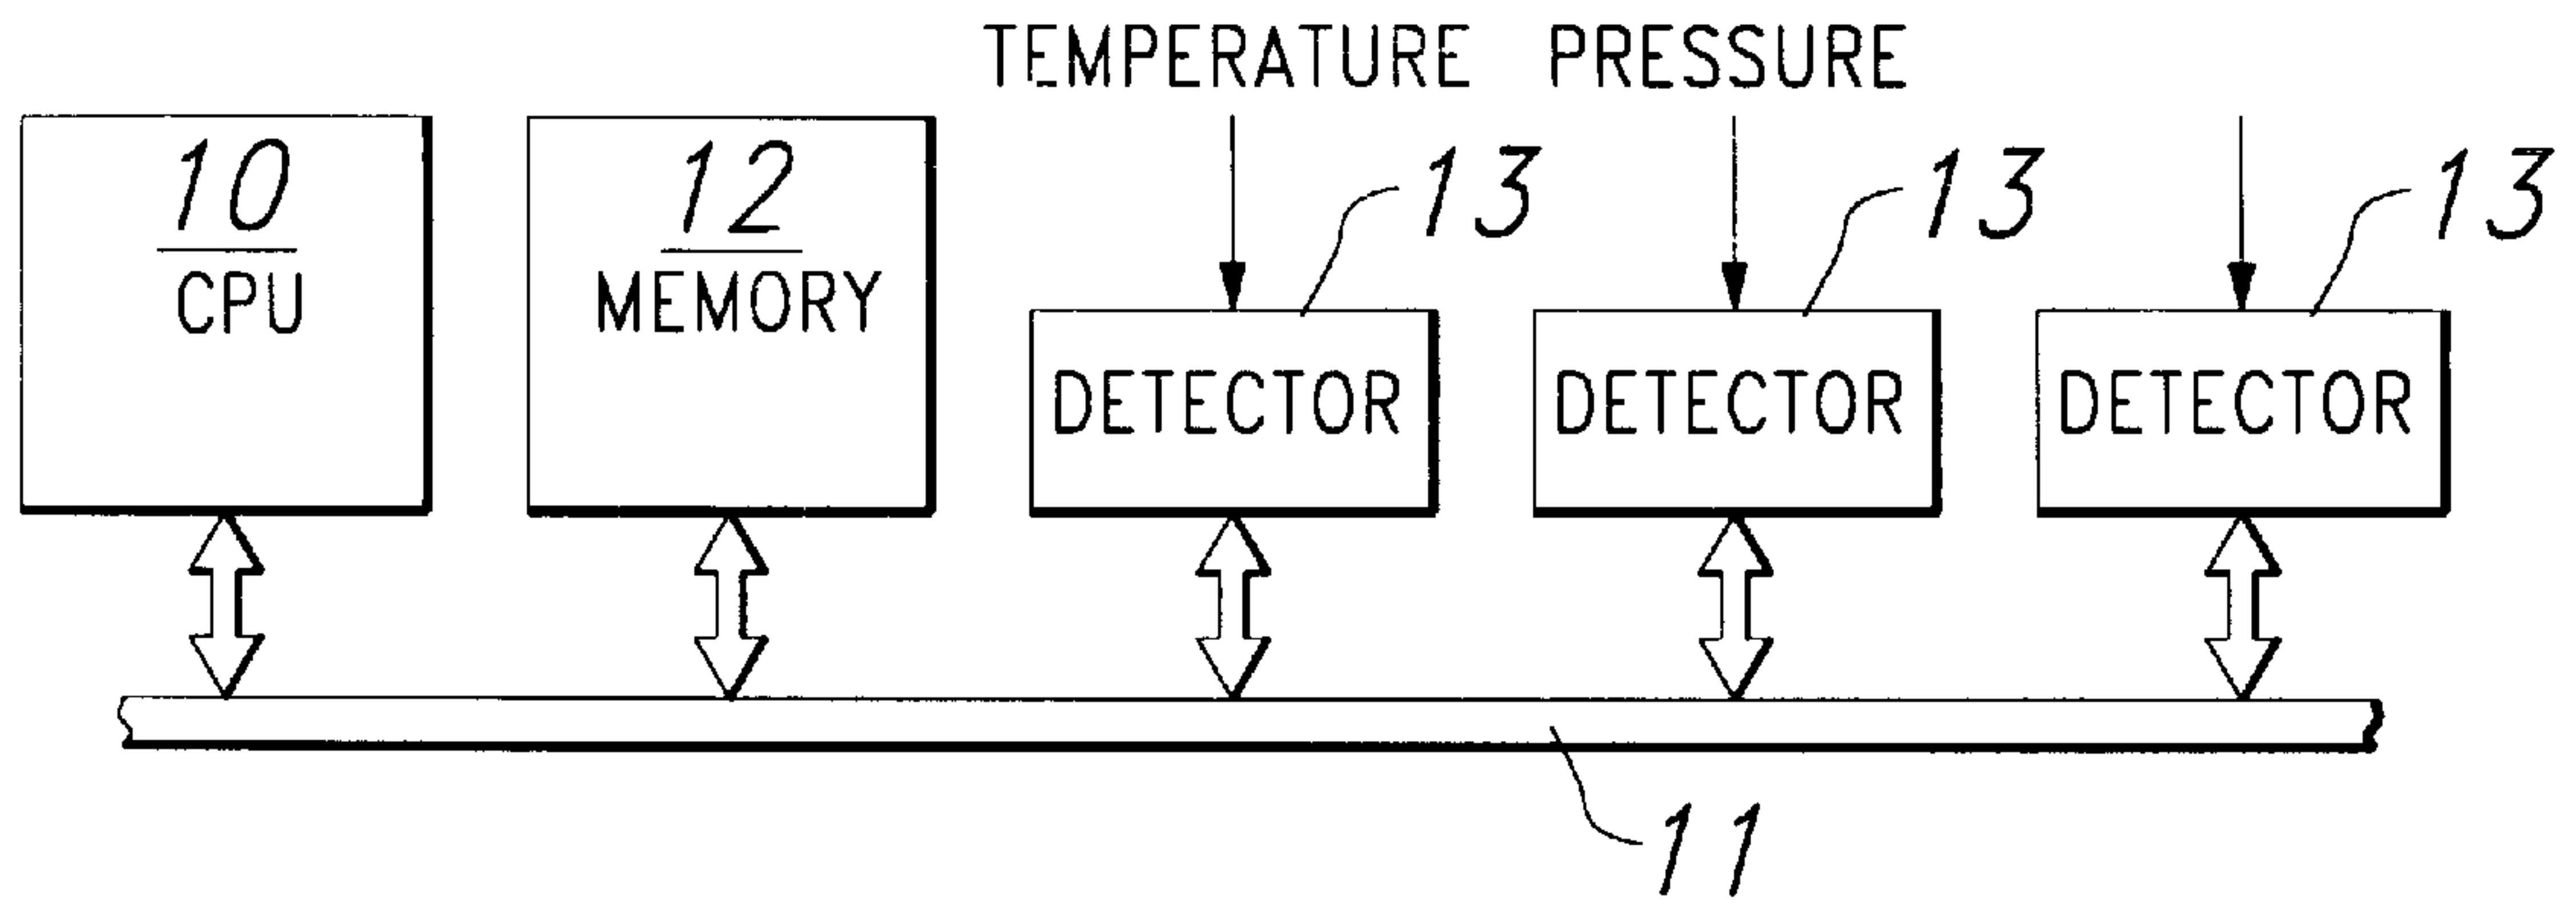 TEMPERATURE PRESSURE
10 12 13 13 13
CPU MEMORY
DETECTOR DETECTOR DETECTOR
11